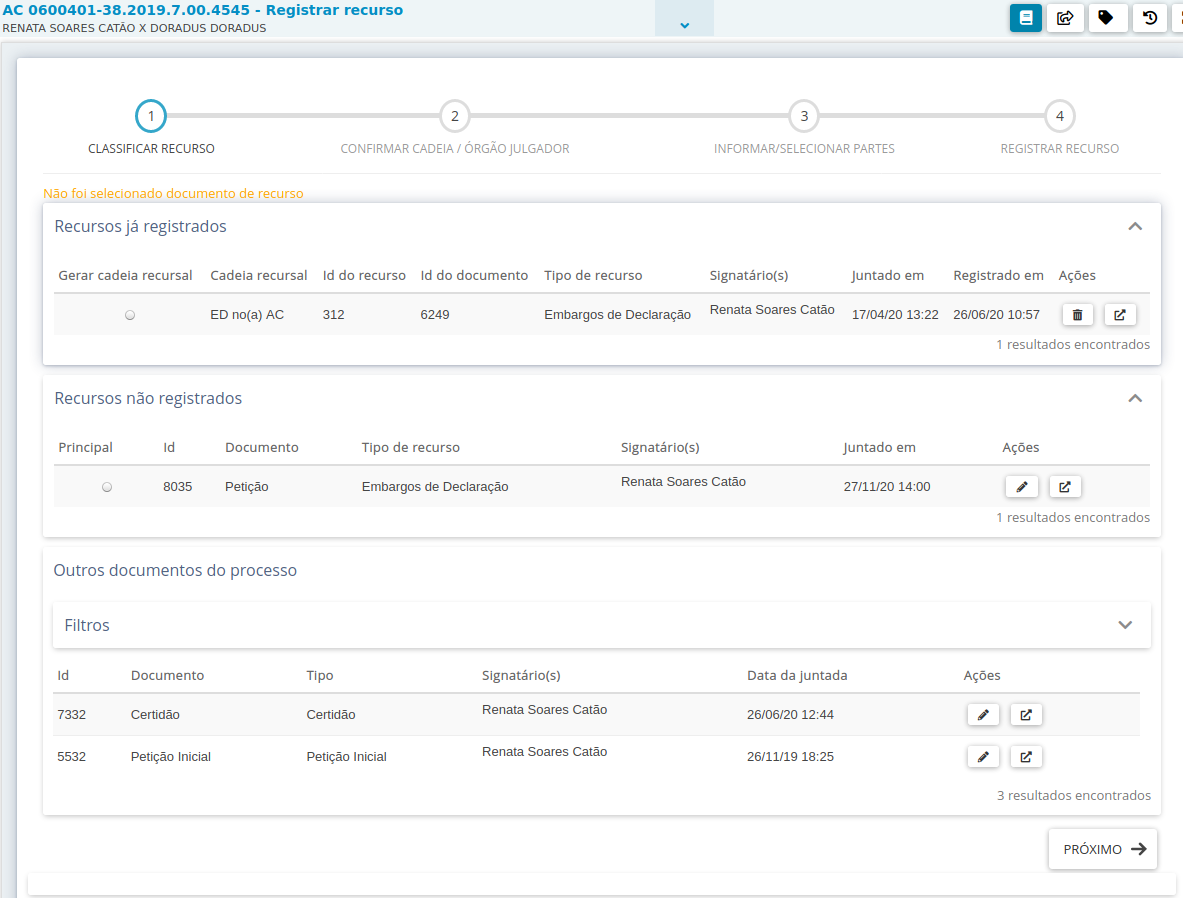 AC 0600401-38.2019.7.00.4545 - Registrar recurso
RENATA SOARES CATÃO X DORADUS DORADUS
1 2 3 4
CLASSIFICAR RECURSO CONFIRMAR CADEIA / ÓRGÃO JULGADOR INFORMAR/SELECIONAR PARTES REGISTRAR RECURSO
Não foi selecionado documento de recurso
Recursos já registrados
Gerar cadeia recursal Cadeia recursal Id do recurso Id do documento Tipo de recurso Signatário(s) Juntado em Registrado em Ações
ED no(a) AC 312 6249 Embargos de Declaração Renata Soares Catão 17/04/20 13:22 26/06/20 10:57
1 resultados encontrados
Recursos não registrados
Principal Id Documento Tipo de recurso Signatário(s) Juntado em Ações
8035 Petição Embargos de Declaração Renata Soares Catão 27/11/20 14:00
1 resultados encontrados
Outros documentos do processo
Filtros
Id Documento Tipo Signatário(s) Data da juntada Ações
7332 Certidão Certidão Renata Soares Catão 26/06/20 12:44
5532 Petição Inicial Petição Inicial Renata Soares Catão 26/11/19 18:25
3 resultados encontrados
PRÓXIMO